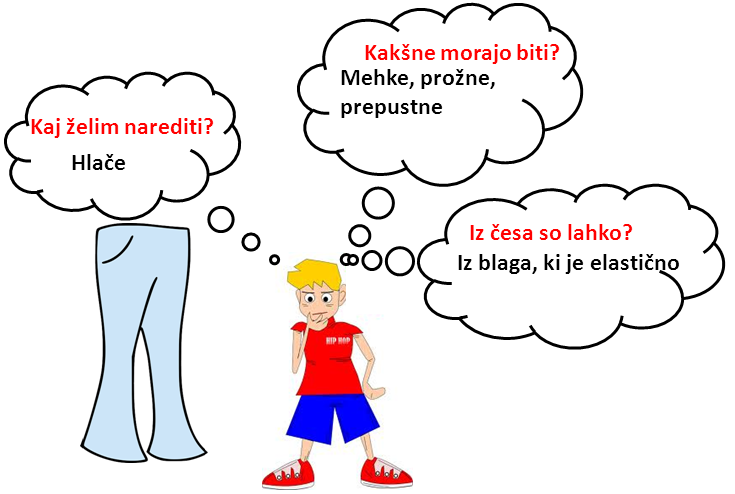 Kaj želim narediti?
Hlače
Kakšne morajo biti?
Mehke, prožne,
prepustne
Iz česa so lahko?
Iz blaga, ki je elastično
HIP HOP